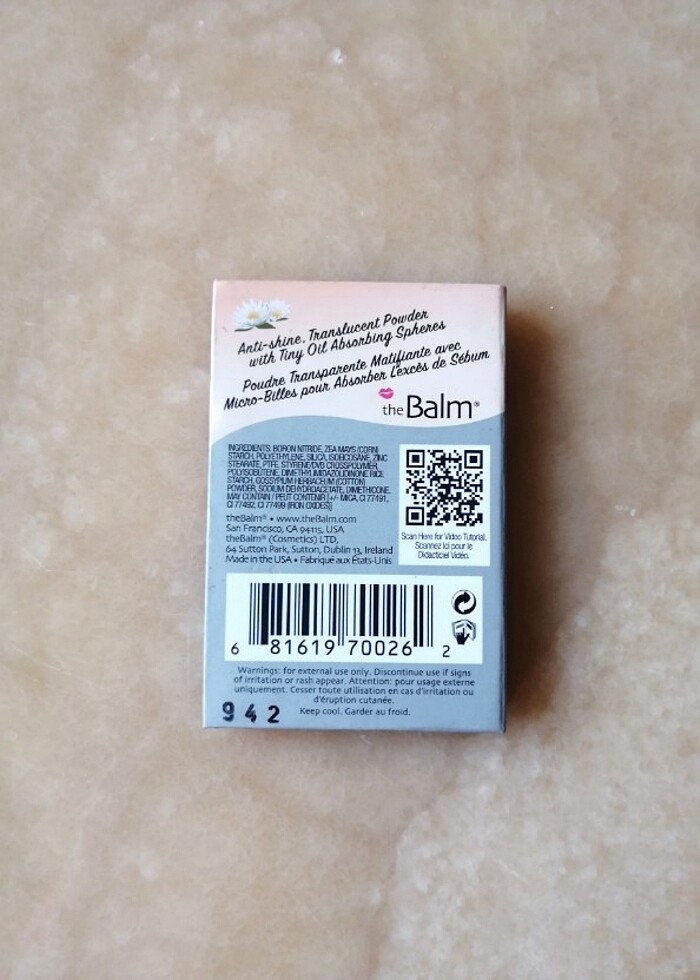 Anti-shine, Translucent Powder
with Tiny Oil Absorbing Spheres
Poudre Transparente Matifiante avec
Micro-Billes pour Absorber L'excès de Sébum
the Balm®
INGREDIENTS: BORON NITRIDE, ZEA MAYS (CORN)
STARCH, POLYETHYLENE, SILICA, ISOEICOSANE, ZINC
STEARATE, PTFE, STYRENE/DVB CROSSPOLYMER,
POLYISOBUTENE, DIMETHYLIMIDAZOLIDINONE RICE
STARCH, GOSSYPIUM HERBACEUM (COTTON)
POWDER, SODIUM DEHYDROACETATE, DIMETHICONE.
MAY CONTAIN / PEUT CONTENIR [+/- MICA, CI 77491,
CI 77492, CI 77499 (IRON OXIDES)]
theBalm® • www.theBalm.com
San Francisco, CA 94115, USA
theBalm® (Cosmetics) LTD,
64 Sutton Park, Sutton, Dublin 13, Ireland
Made in the USA • Fabriqué aux États-Unis
Scan Here for Video Tutorial.
Scannez Ici pour le
Didacticiel Vidéo.
6 81619 70026 2
Warnings: for external use only. Discontinue use if signs
of irritation or rash appear. Attention: pour usage externe
uniquement. Cesser toute utilisation en cas d'irritation ou
d'éruption cutanée.
Keep cool. Garder au froid.
942